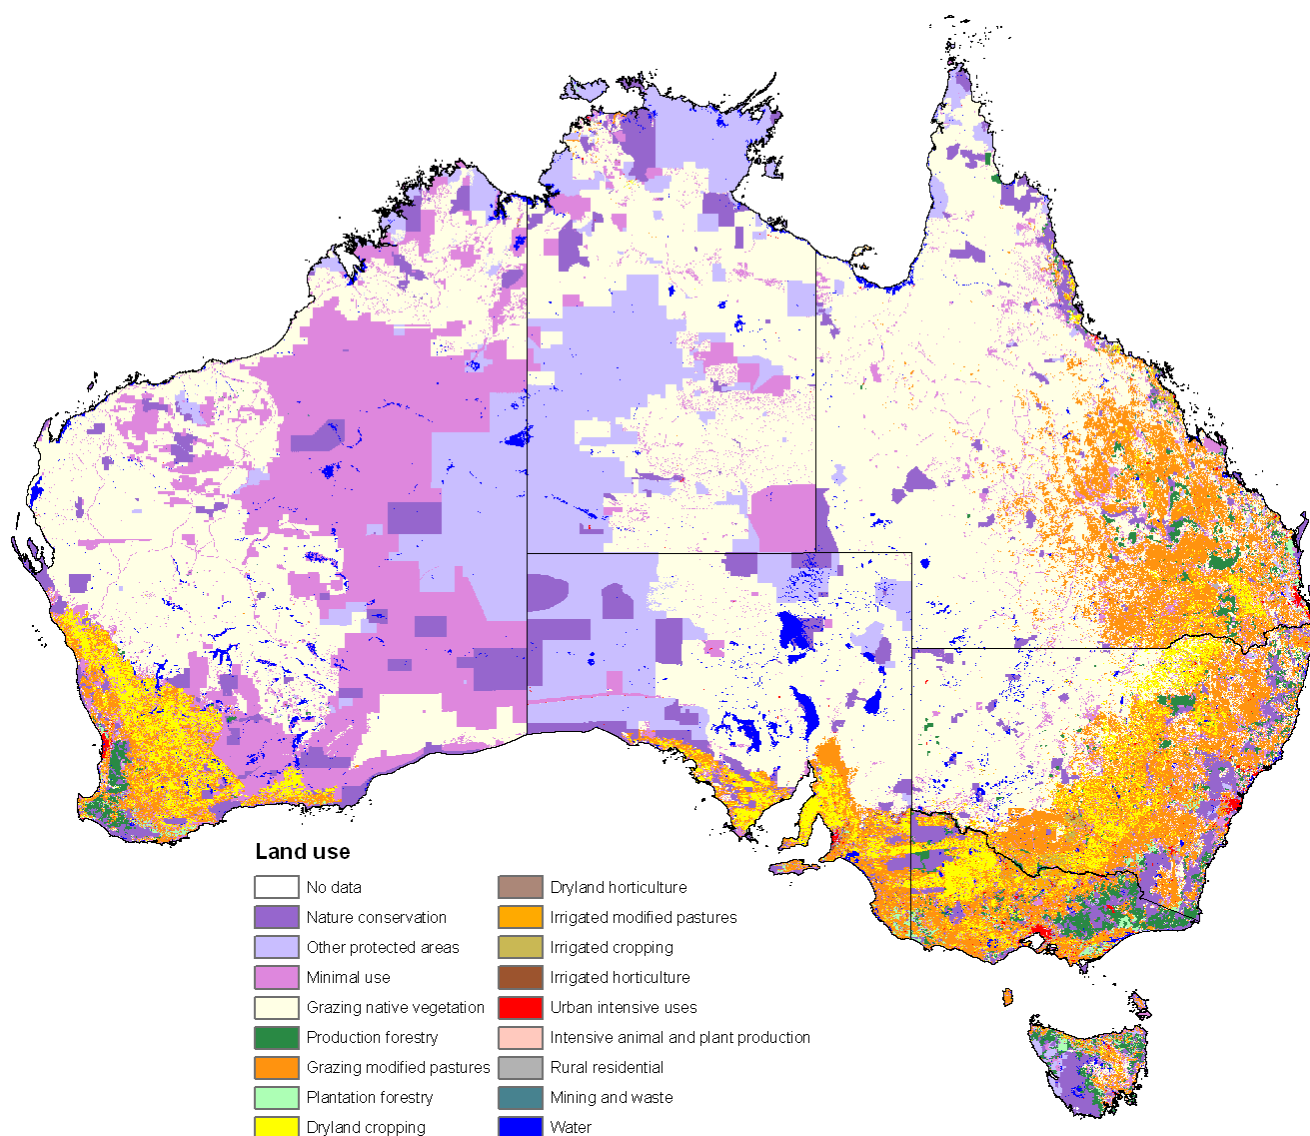 Land use
No data
Nature conservation
Other protected areas
Minimal use
Grazing native vegetation
Production forestry
Grazing modified pastures
Plantation forestry
Dryland cropping
Dryland horticulture
Irrigated modified pastures
Irrigated cropping
Irrigated horticulture
Urban intensive uses
Intensive animal and plant production
Rural residential
Mining and waste
Water